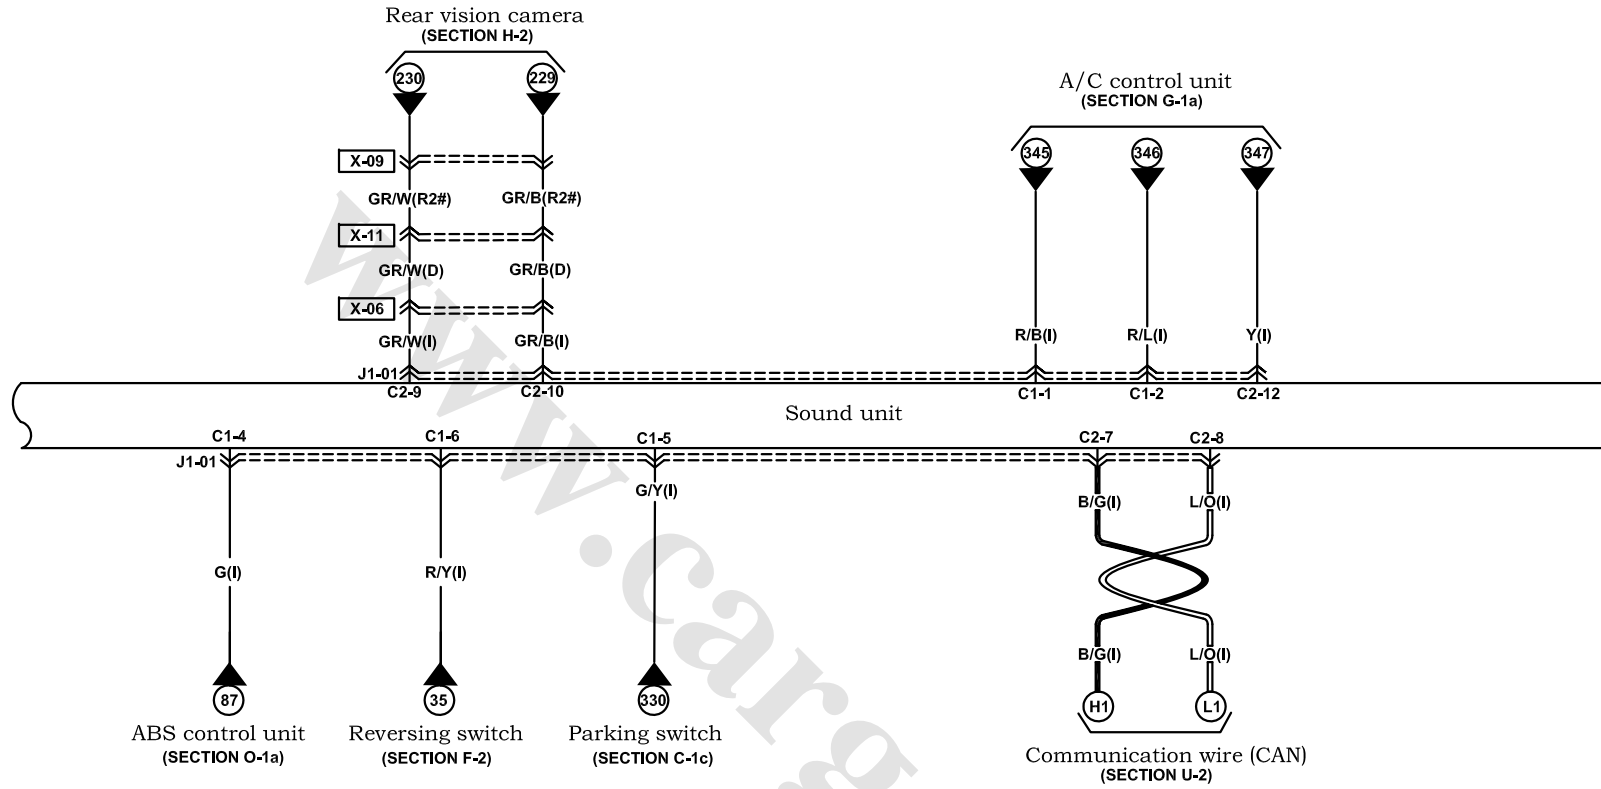 Rear vision camera
(SECTION H-2)
230 229
A/C control unit
(SECTION G-1a)
345 346 347
X-09
GR/W(R2#) GR/B(R2#)
X-11
GR/W(D) GR/B(D)
X-06
GR/W(I) GR/B(I) R/B(I) R/L(I) Y(I)
J1-01
C2-9 C2-10 C1-1 C1-2 C2-12
Sound unit
C1-4 C1-6 C1-5 C2-7 C2-8
J1-01
G/Y(I) B/G(I) L/O(I)
G(I) R/Y(I)
B/G(I) L/O(I)
87 35 330 H1 L1
ABS control unit Reversing switch Parking switch
(SECTION O-1a) (SECTION F-2) (SECTION C-1c)
Communication wire (CAN)
(SECTION U-2)
www.carg